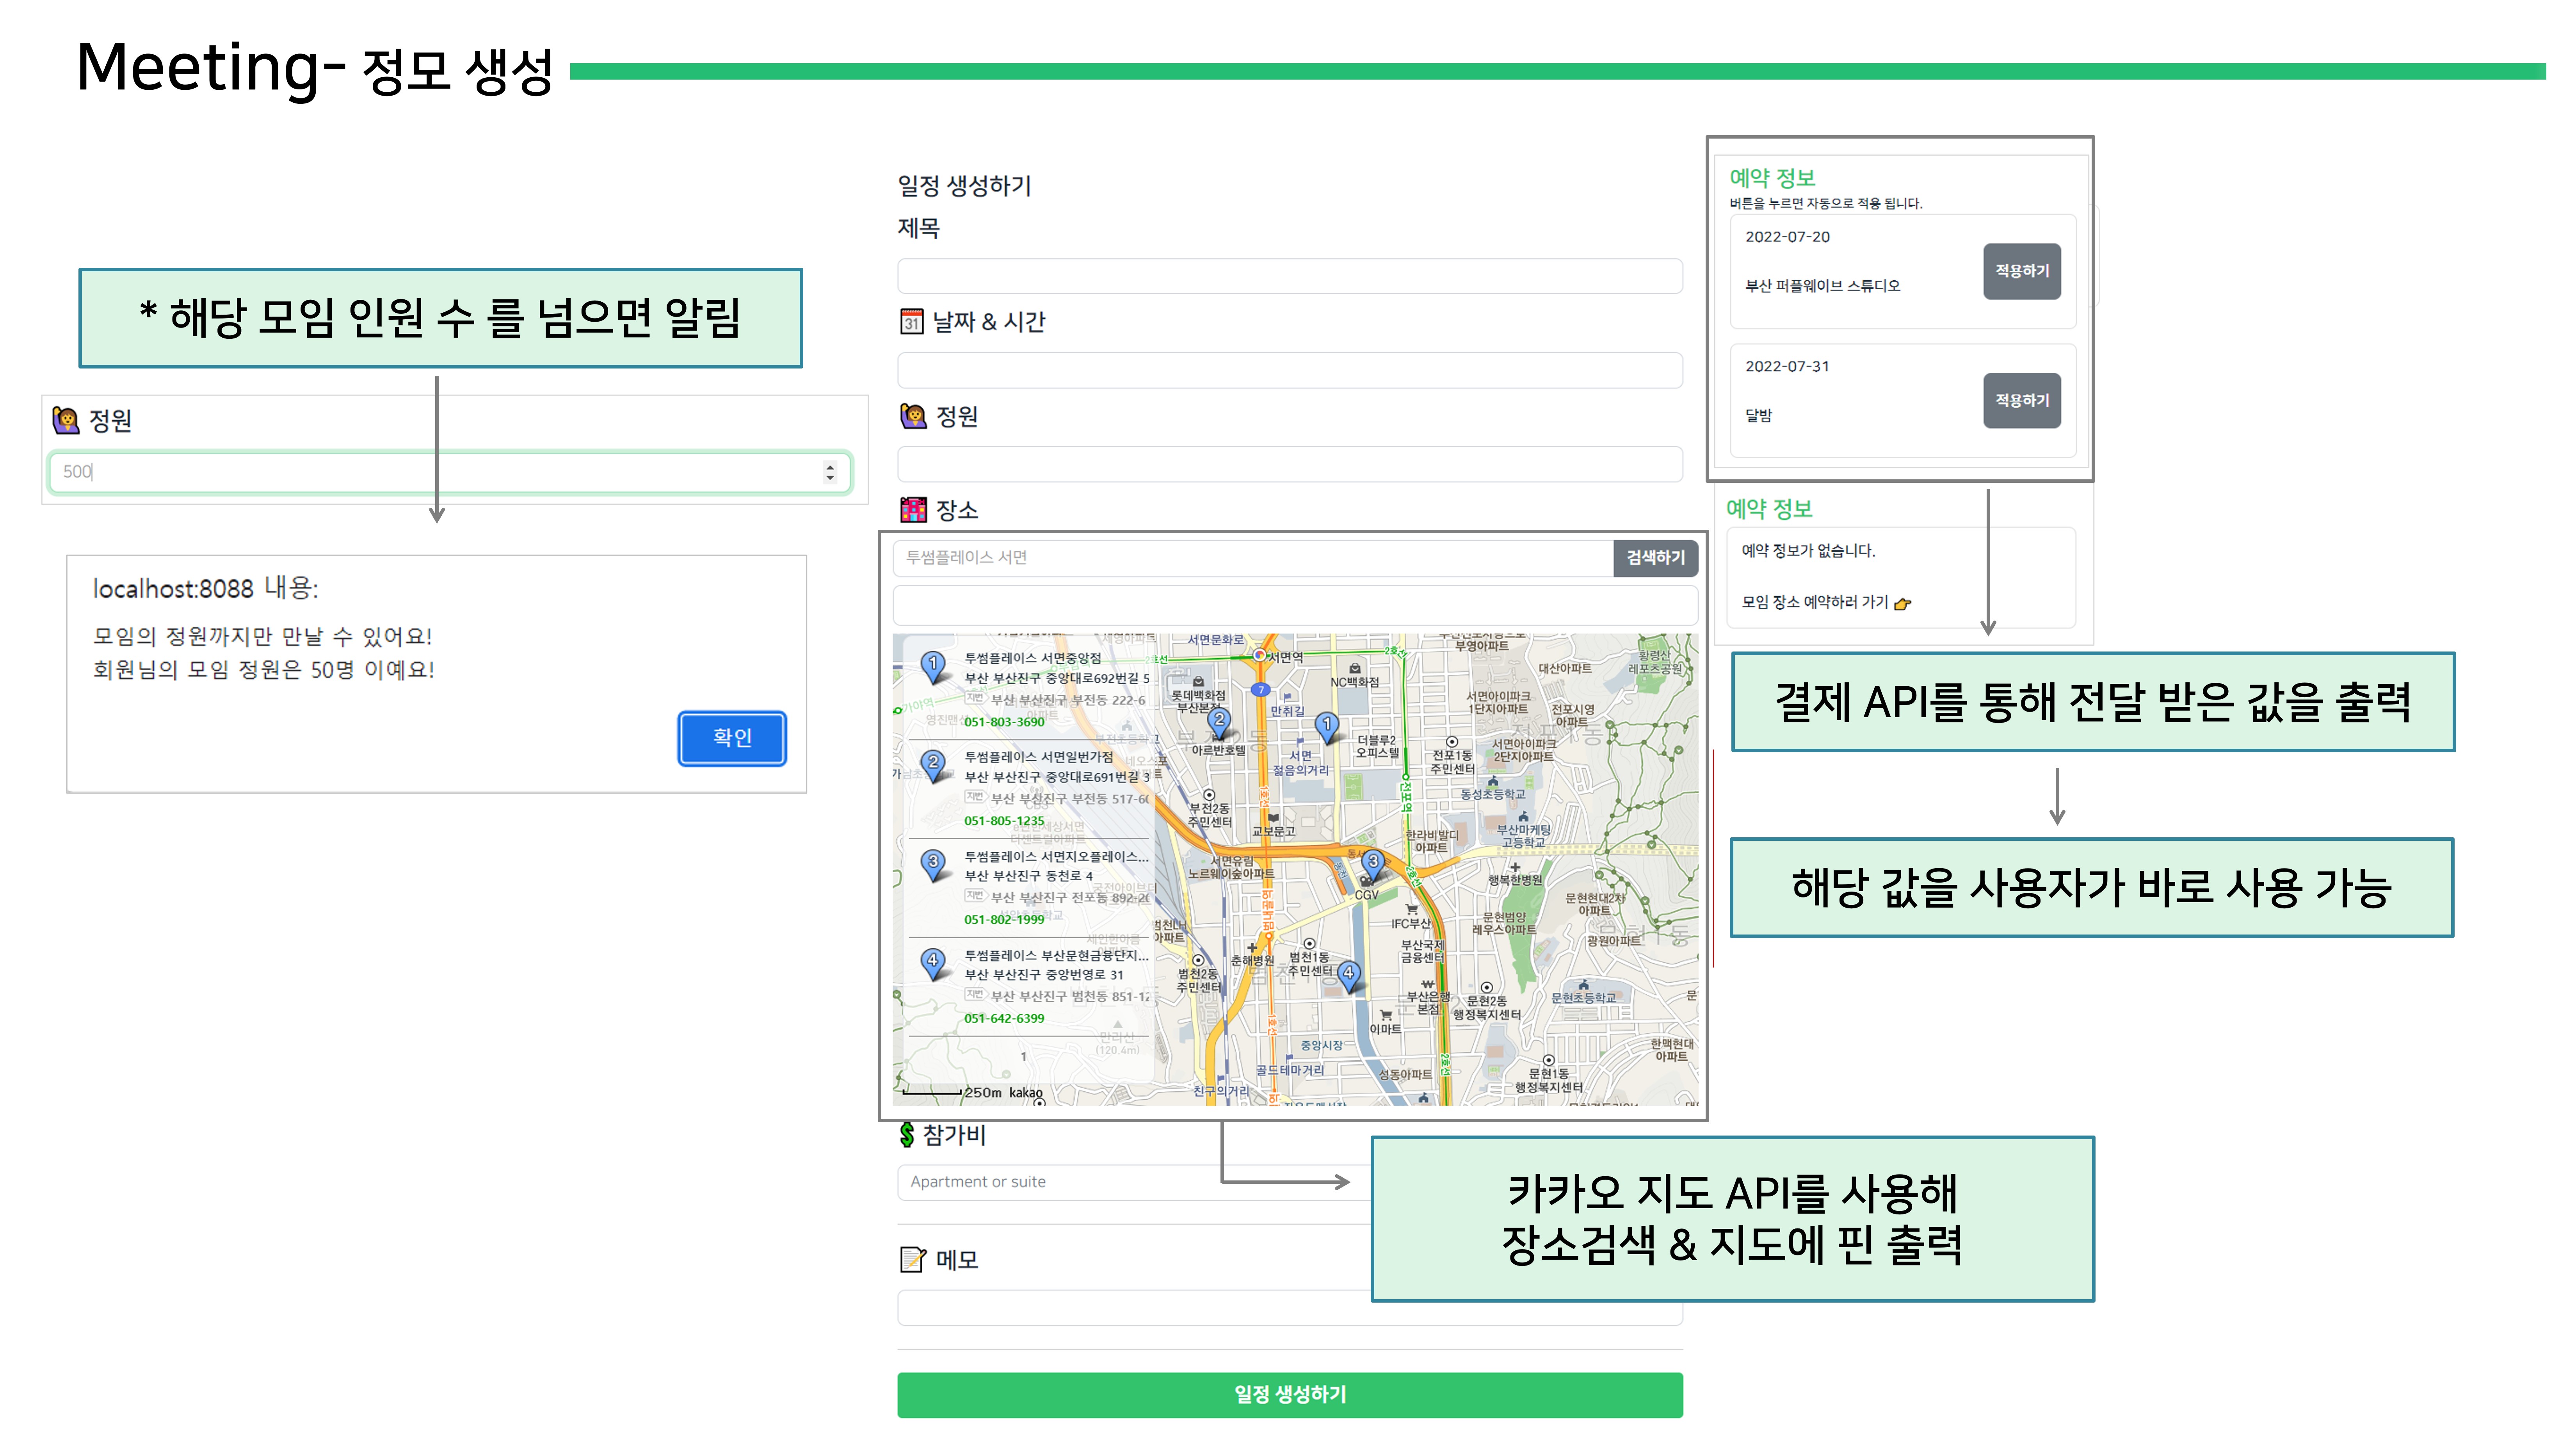 Meeting- 정모 생성
* 해당 모임 인원 수 를 넘으면 알림
정원
500
localhost:8088 내용:
모임의 정원까지만 만날 수 있어요!
회원님의 모임 정원은 50명 이예요!
확인
일정 생성하기
제목
31 날짜 & 시간
정원
장소
투썸플레이스 서면
검색하기
1 투썸플레이스 서면중앙점
부산 부산진구 중앙대로692번길 5
지번 부산 부산진구 부전동 222-6
051-803-3690
2 투썸플레이스 서면일번가점
부산 부산진구 중앙대로691번길 3
지번 부산 부산진구 부전동 517-60
051-805-1235
3 투썸플레이스 서면지오플레이스...
부산 부산진구 동천로 4
지번 부산 부산진구 전포동 892-20
051-802-1999
4 투썸플레이스 부산문현금융단지...
부산 부산진구 중앙번영로 31
지번 부산 부산진구 범천동 851-12
051-642-6399
1
250m kakao
서면문화로
서면역
2호선
부영아파트
대산아파트
황령산
레포츠공원
NC백화점
롯데백화점
부산본점
7
만취길
서면아이파크
1단지아파트
전포시영
아파트
2
1
아르반호텔
서면
젊음의거리
더블루2
오피스텔
전포1동
주민센터
서면아이파크
2단지아파트
동성초등학교
전포역
부전2동
주민센터
1호선
교보문고
한라비발디
아파트
부산마케팅
고등학교
서면유림
노르웨이숲아파트
3
CGV
2호선
행복한병원
문현현대2차
아파트
범내골역
IFC부산
문현범양
레우스아파트
광원아파트
부산국제
금융센터
춘해병원
범천1동
주민센터
4
범천2동
주민센터
부산은행
본점
문현2동
행정복지센터
문현초등학교
이마트
1호선
중앙시장
한맥현대
아파트
골드테마거리
성동아파트
2호선
문현1동
행정복지센터
친구의거리
참가비
Apartment or suite
메모
일정 생성하기
카카오 지도 API를 사용해
장소검색 & 지도에 핀 출력
예약 정보
버튼을 누르면 자동으로 적용 됩니다.
2022-07-20
부산 퍼플웨이브 스튜디오
적용하기
2022-07-31
달밤
적용하기
예약 정보
예약 정보가 없습니다.
모임 장소 예약하러 가기
결제 API를 통해 전달 받은 값을 출력
해당 값을 사용자가 바로 사용 가능